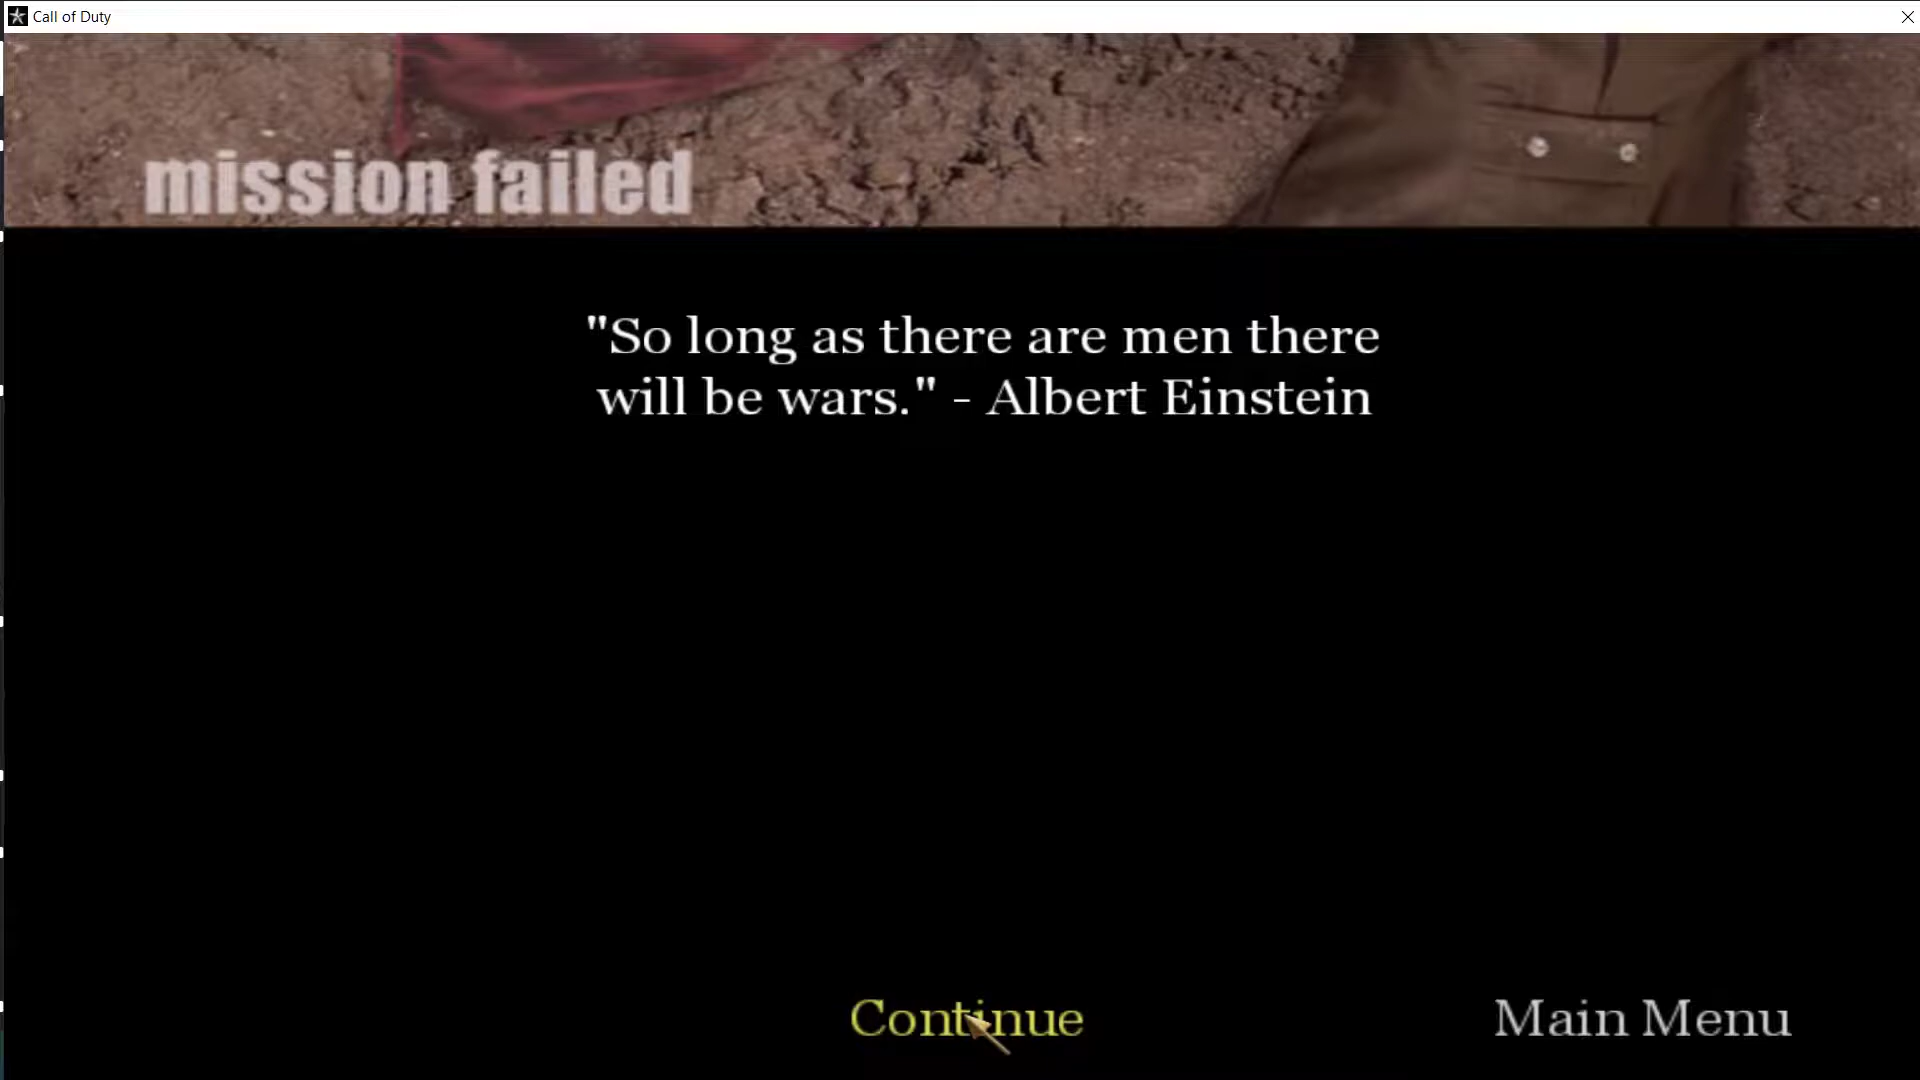 Call of Duty
mission failed
"So long as there are men there
will be wars." - Albert Einstein
Continue
Main Menu